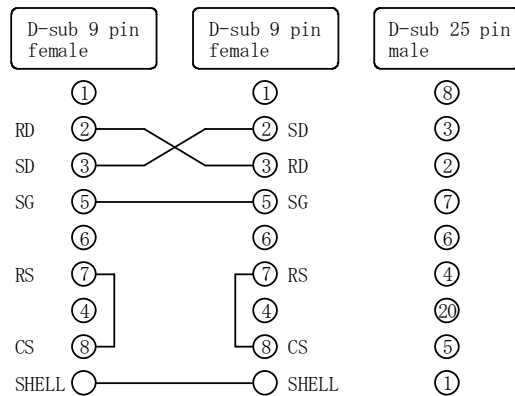 D-sub 9 pin female
D-sub 9 pin female
D-sub 25 pin male
1 1 8
RD 2 2 SD 3
SD 3 3 RD 2
SG 5 5 SG 7
6 6 6
RS 7 7 RS 4
4 4 20
CS 8 8 CS 5
SHELL SHELL 1